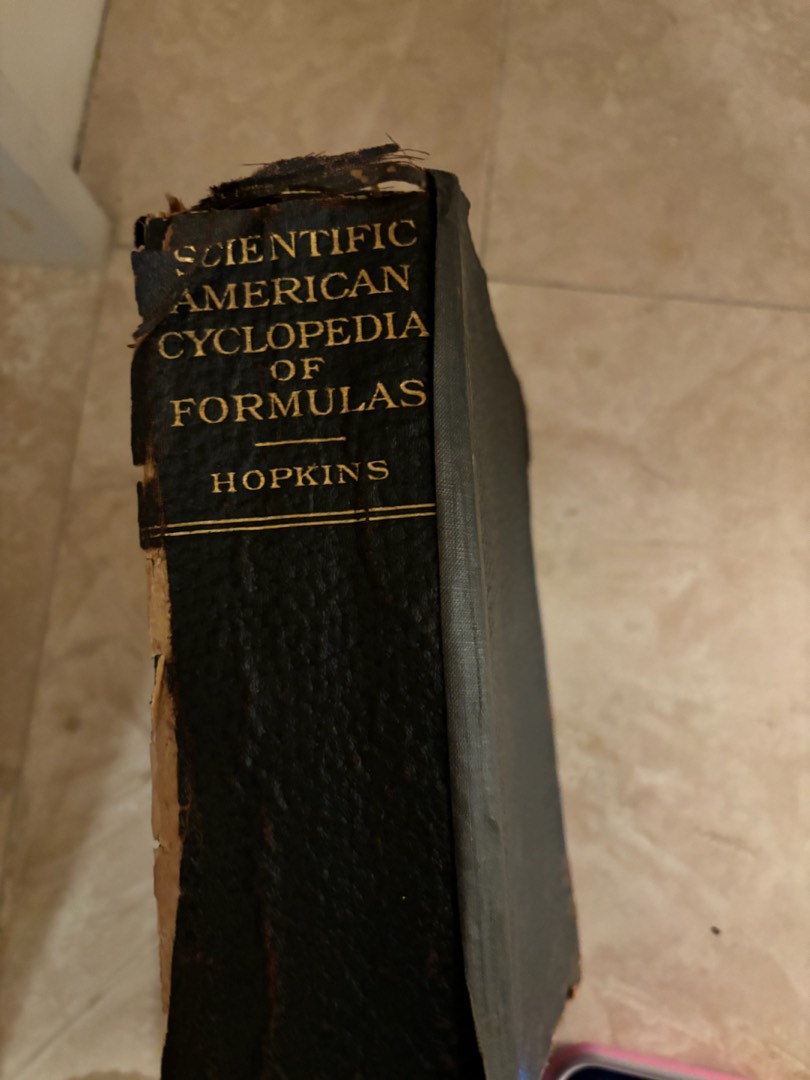 SCIENTIFIC
AMERICAN
CYCLOPEDIA
OF
FORMULAS
HOPKINS